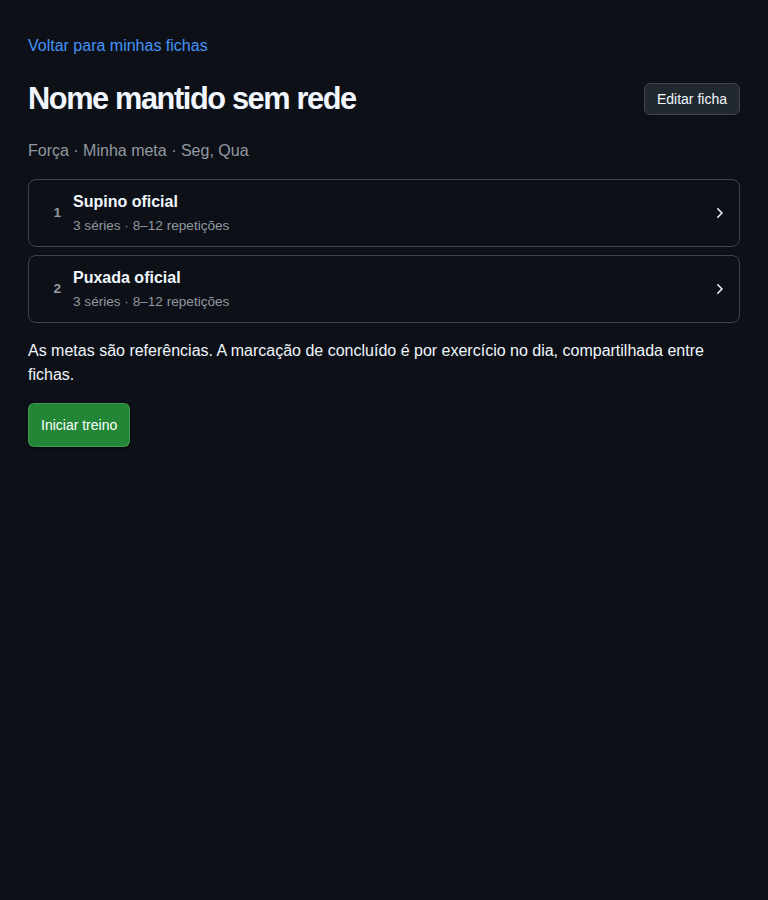 Voltar para minhas fichas
Nome mantido sem rede
Editar ficha
Força · Minha meta · Seg, Qua
1
Supino oficial
3 séries · 8–12 repetições
2
Puxada oficial
3 séries · 8–12 repetições
As metas são referências. A marcação de concluído é por exercício no dia, compartilhada entre
fichas.
Iniciar treino